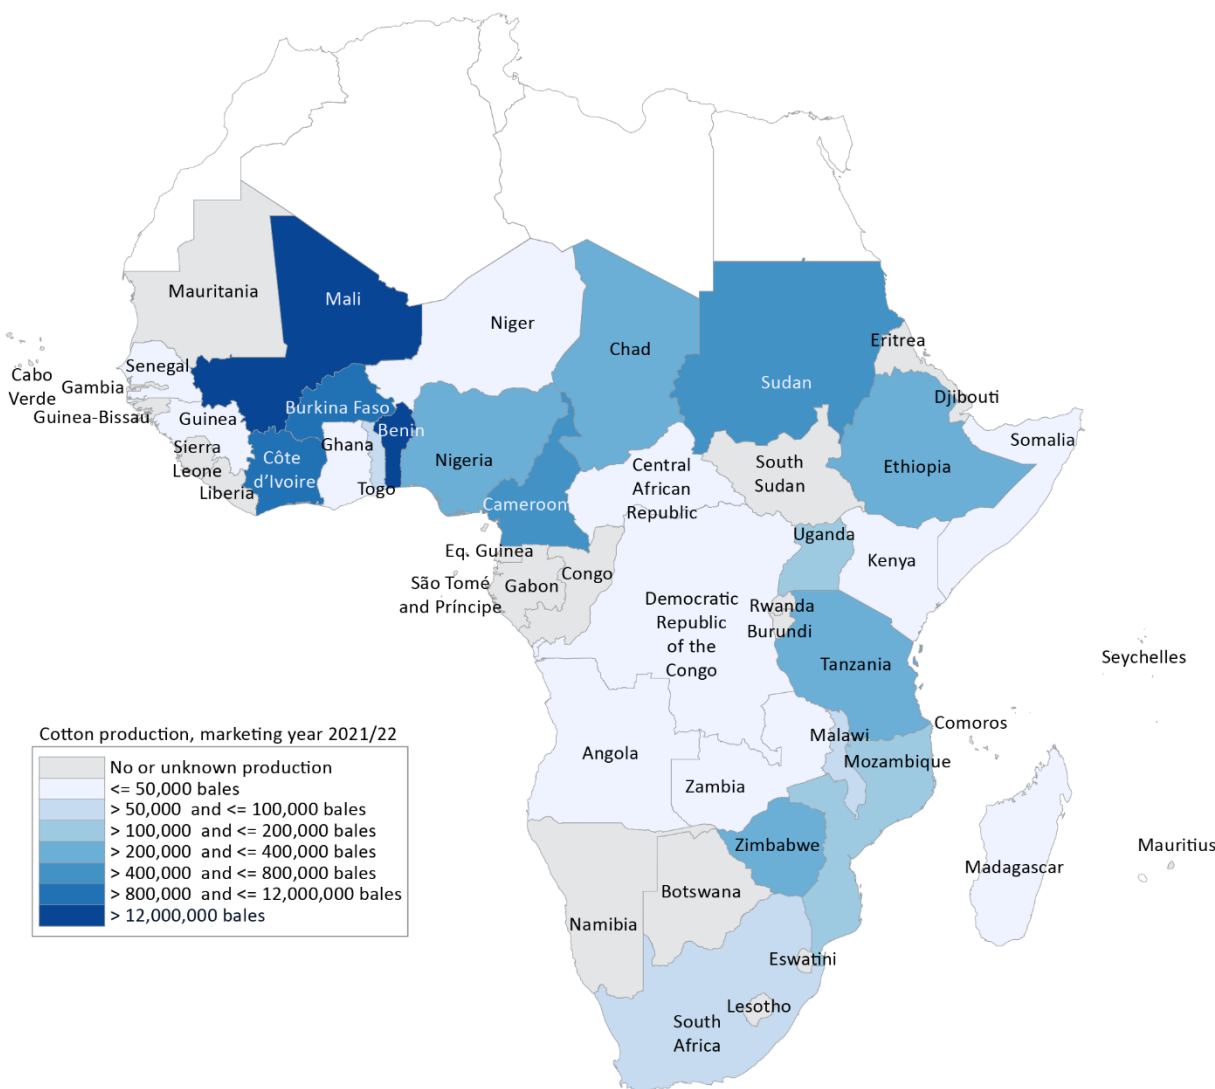 Mauritania
Mali
Niger
Chad
Sudan
Eritrea
Cabo
Verde
Senegal
Gambia
Guinea-Bissau
Guinea
Sierra
Leone
Liberia
Côte
d’Ivoire
Burkina Faso
Ghana
Togo
Benin
Nigeria
Cameroon
Central
African
Republic
South
Sudan
Djibouti
Ethiopia
Somalia
Eq. Guinea
São Tomé
and Príncipe
Gabon
Congo
Democratic
Republic
of the
Congo
Uganda
Kenya
Rwanda
Burundi
Tanzania
Seychelles
Comoros
Angola
Zambia
Malawi
Mozambique
Zimbabwe
Botswana
Namibia
Madagascar
Mauritius
Eswatini
Lesotho
South
Africa
Cotton production, marketing year 2021/22
No or unknown production
<= 50,000 bales
> 50,000 and <= 100,000 bales
> 100,000 and <= 200,000 bales
> 200,000 and <= 400,000 bales
> 400,000 and <= 800,000 bales
> 800,000 and <= 12,000,000 bales
> 12,000,000 bales